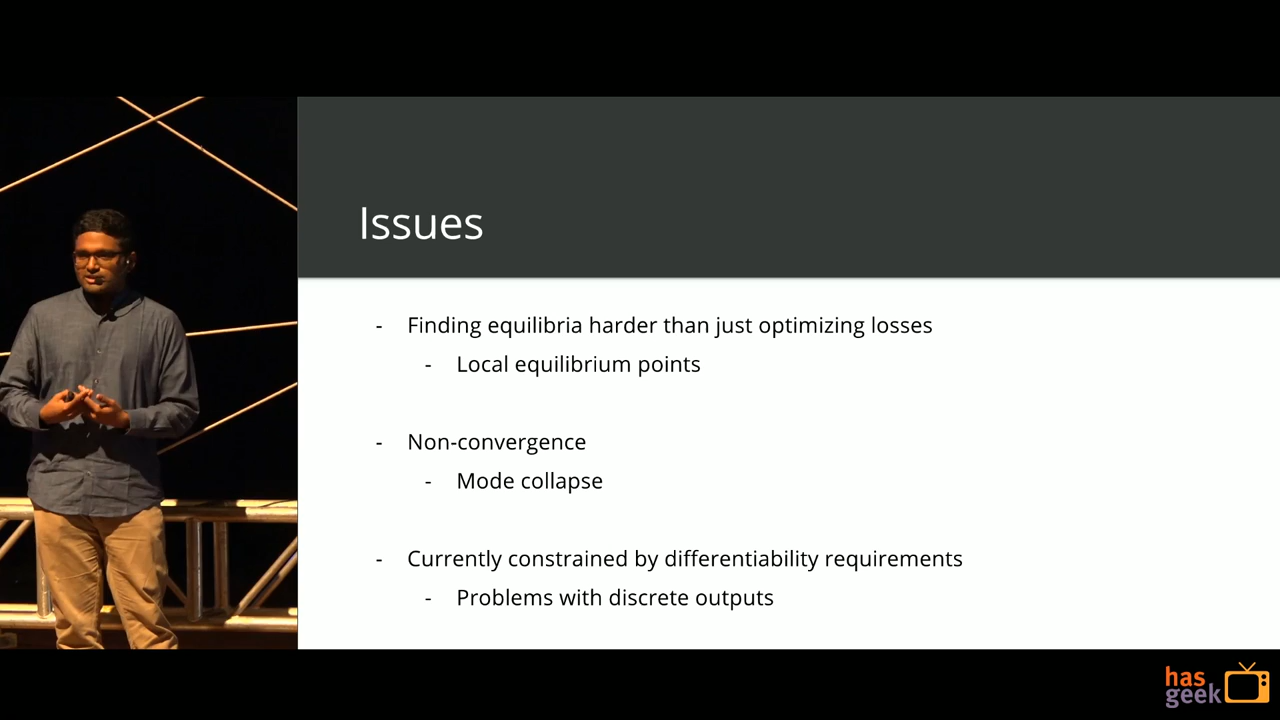 Issues
- Finding equilibria harder than just optimizing losses
- Local equilibrium points
- Non-convergence
- Mode collapse
- Currently constrained by differentiability requirements
- Problems with discrete outputs
has
geek